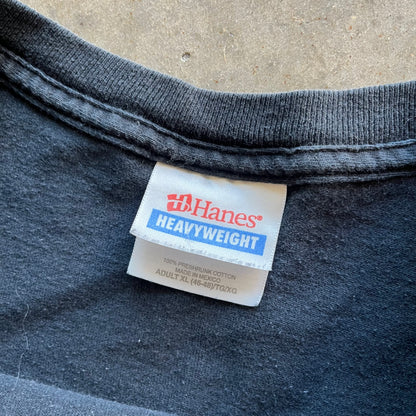 Hanes®
HEAVYWEIGHT
100% PRESHRUNK COTTON
MADE IN MEXICO
ADULT XL (46-48)/TG/XG